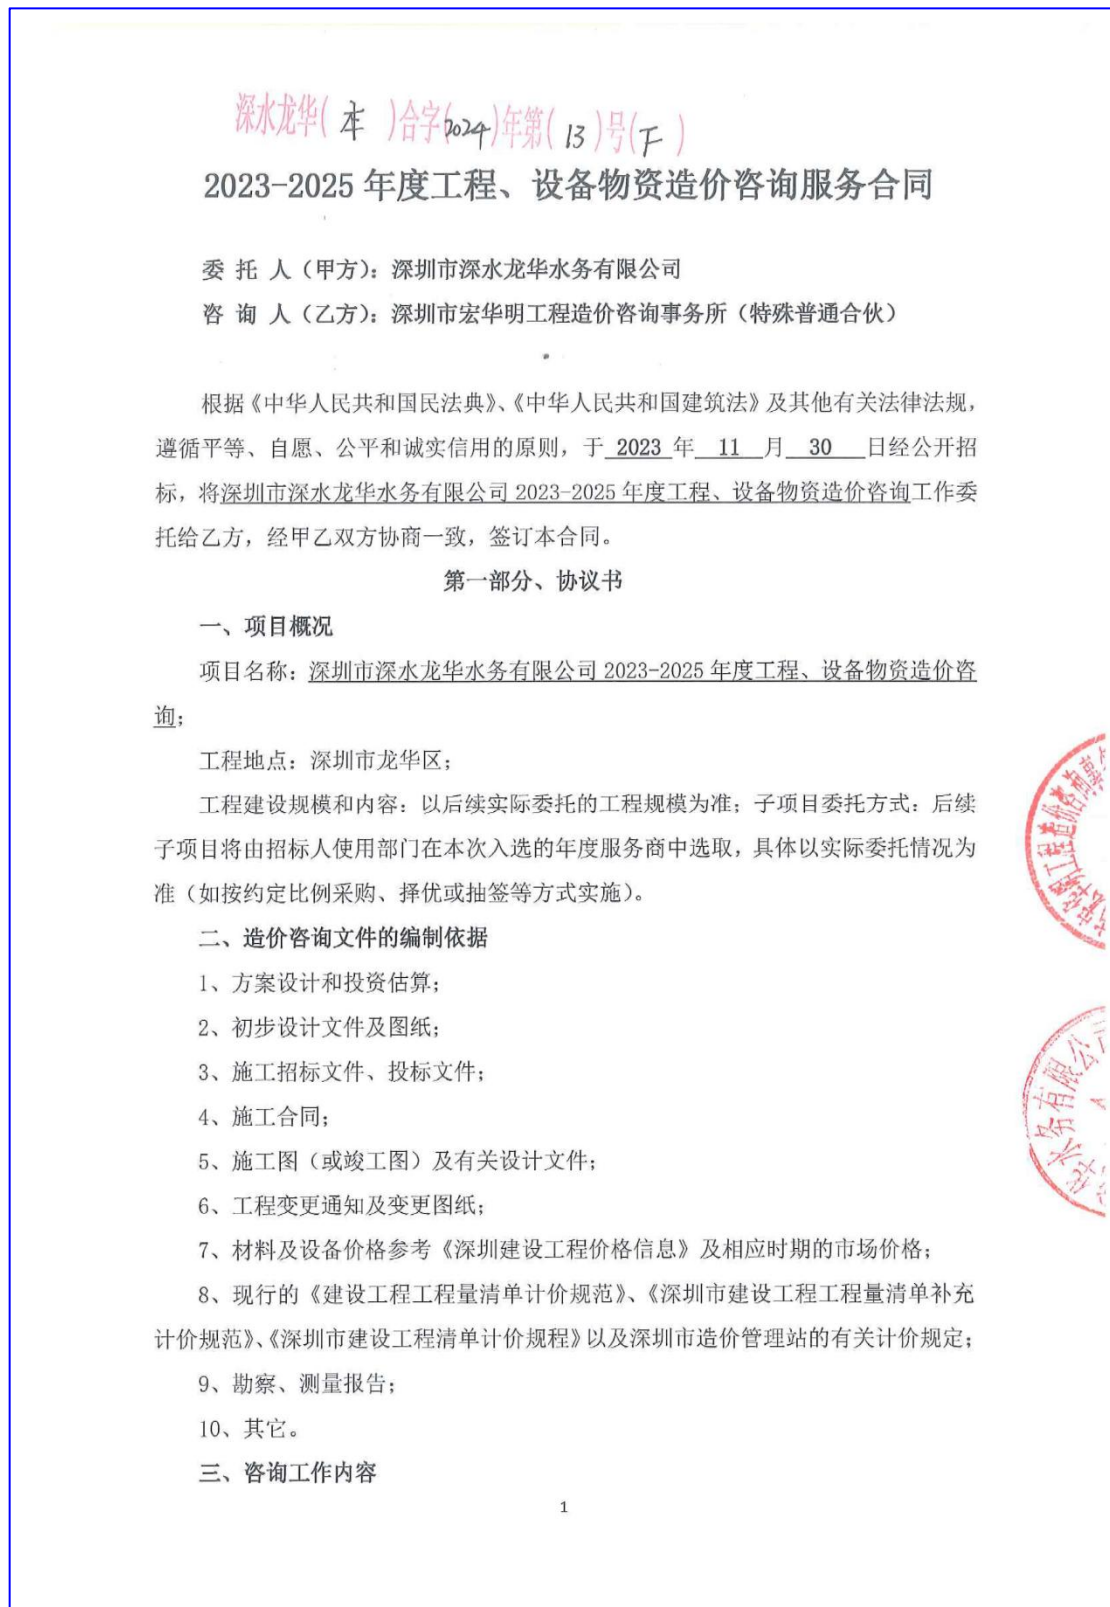 深水龙华(本)合字(2024)年第(13)号(下)
2023-2025 年度工程、设备物资造价咨询服务合同
委 托 人（甲方）：深圳市深水龙华水务有限公司
咨 询 人（乙方）：深圳市宏华明工程造价咨询事务所（特殊普通合伙）
根据《中华人民共和国民法典》、《中华人民共和国建筑法》及其他有关法律法规，
遵循平等、自愿、公平和诚实信用的原则，于 2023 年 11 月 30 日经公开招
标，将深圳市深水龙华水务有限公司 2023-2025 年度工程、设备物资造价咨询工作委
托给乙方，经甲乙双方协商一致，签订本合同。
第一部分、协议书
一、项目概况
项目名称：深圳市深水龙华水务有限公司 2023-2025 年度工程、设备物资造价咨
询；
工程地点：深圳市龙华区；
工程建设规模和内容：以后续实际委托的工程规模为准；子项目委托方式：后续
子项目将由招标人使用部门在本次入选的年度服务商中选取，具体以实际委托情况为
准（如按约定比例采购、择优或抽签等方式实施）。
二、造价咨询文件的编制依据
1、方案设计和投资估算；
2、初步设计文件及图纸；
3、施工招标文件、投标文件；
4、施工合同；
5、施工图（或竣工图）及有关设计文件；
6、工程变更通知及变更图纸；
7、材料及设备价格参考《深圳建设工程价格信息》及相应时期的市场价格；
8、现行的《建设工程工程量清单计价规范》、《深圳市建设工程工程量清单补充
计价规范》、《深圳市建设工程清单计价规程》以及深圳市造价管理站的有关计价规定；
9、勘察、测量报告；
10、其它。
三、咨询工作内容
1
工程造价咨询
水务有限公司